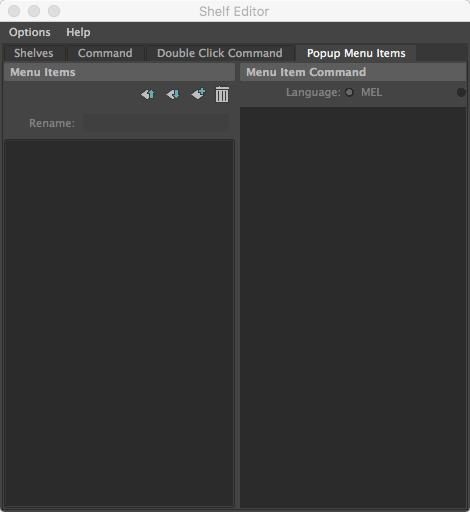 Shelf Editor
Options Help
Shelves Command Double Click Command Popup Menu Items
Menu Items Menu Item Command
Language: MEL
Rename: